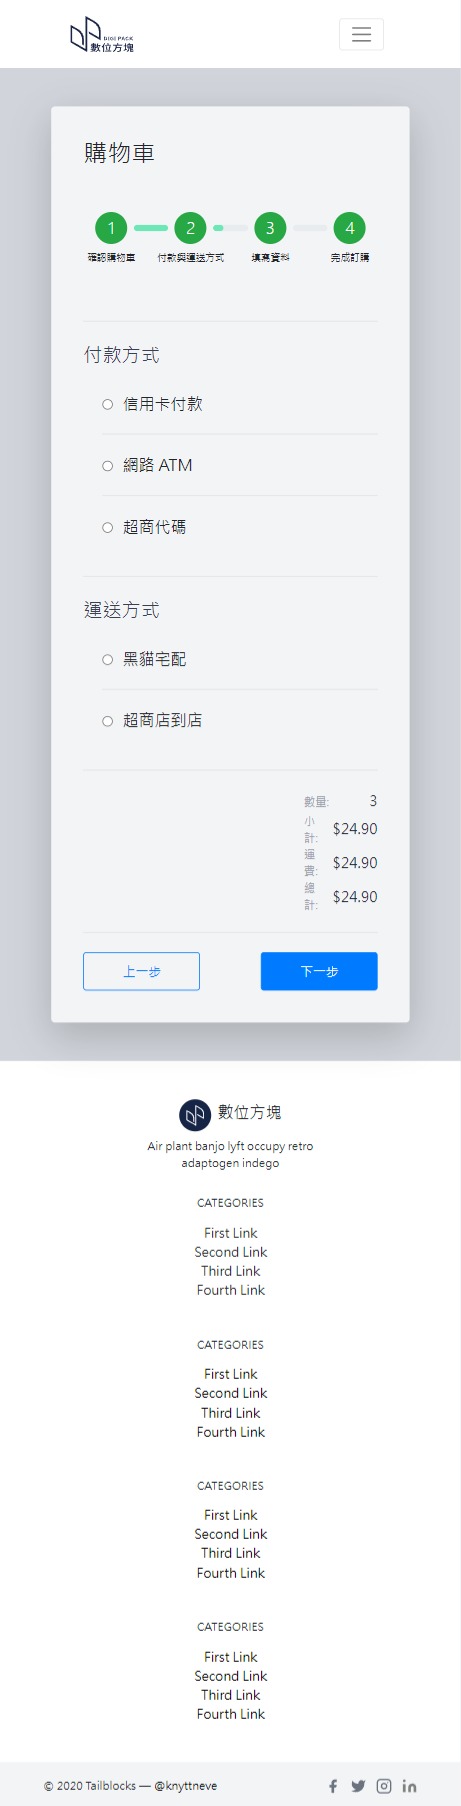 DIGI PACK
數位方塊
購物車
1
2
3
4
確認購物車
付款與運送方式
填寫資料
完成訂購
付款方式
信用卡付款
網路 ATM
超商代碼
運送方式
黑貓宅配
超商店到店
數量: 3
小計: $24.90
運費: $24.90
總計: $24.90
上一步
下一步
數位方塊
Air plant banjo lyft occupy retro
adaptogen indego
CATEGORIES
First Link
Second Link
Third Link
Fourth Link
CATEGORIES
First Link
Second Link
Third Link
Fourth Link
CATEGORIES
First Link
Second Link
Third Link
Fourth Link
CATEGORIES
First Link
Second Link
Third Link
Fourth Link
© 2020 Tailblocks — @knyttneve